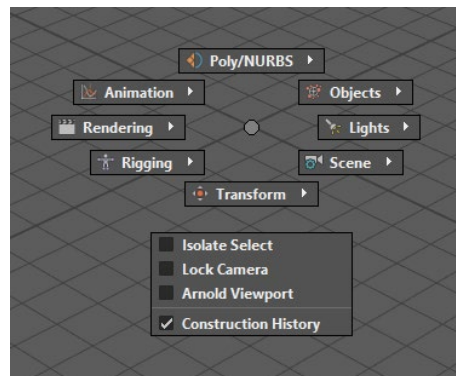 Poly/NURBS
Animation
Objects
Rendering
Lights
Rigging
Scene
Transform
Isolate Select
Lock Camera
Arnold Viewport
Construction History